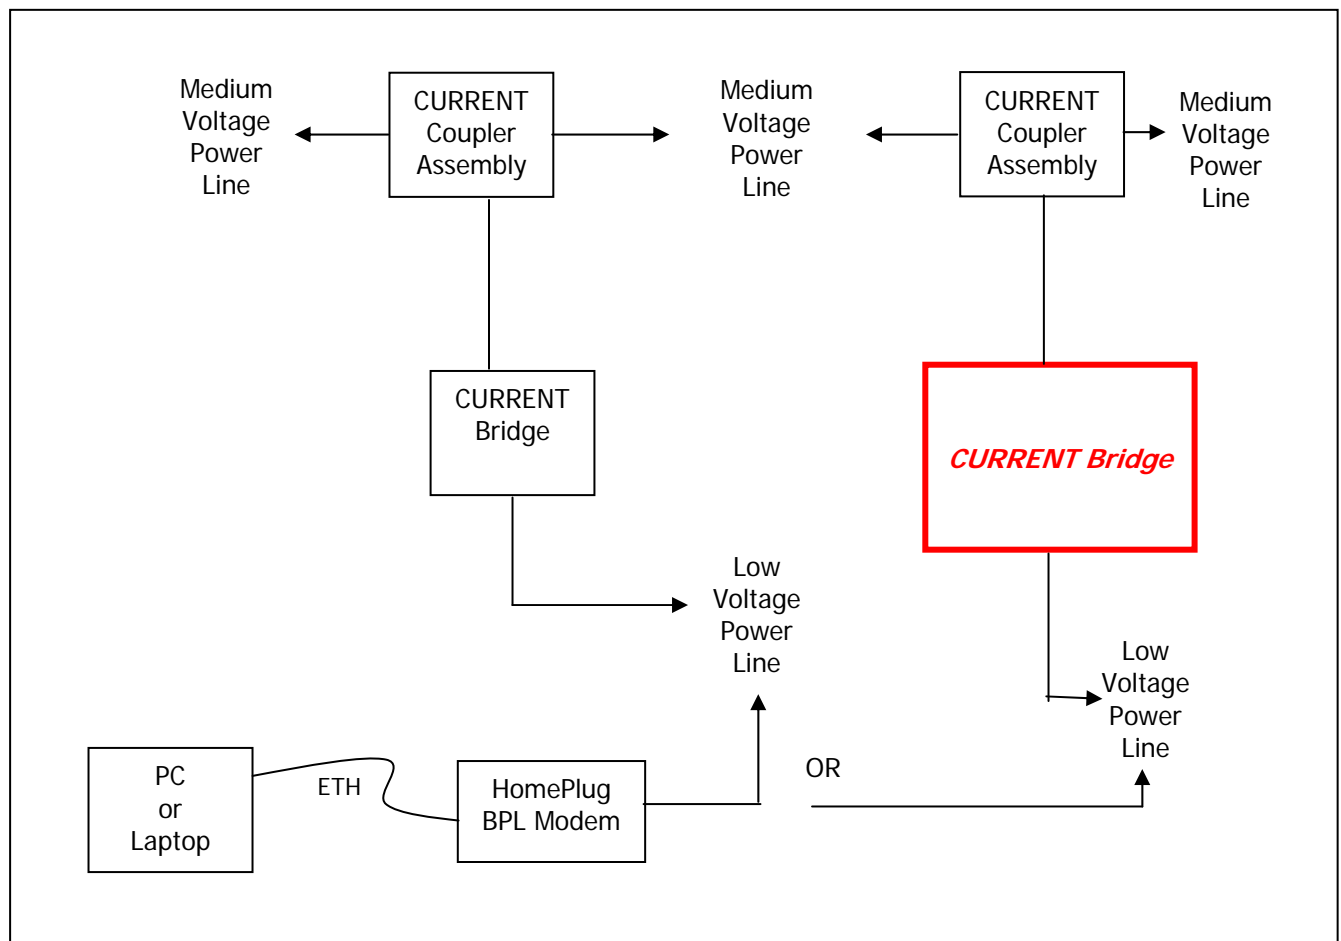 Medium
Voltage
Power
Line
CURRENT
Coupler
Assembly
Medium
Voltage
Power
Line
CURRENT
Coupler
Assembly
Medium
Voltage
Power
Line
CURRENT
Bridge
CURRENT Bridge
Low
Voltage
Power
Line
Low
Voltage
Power
Line
PC
or
Laptop
ETH
HomePlug
BPL Modem
OR